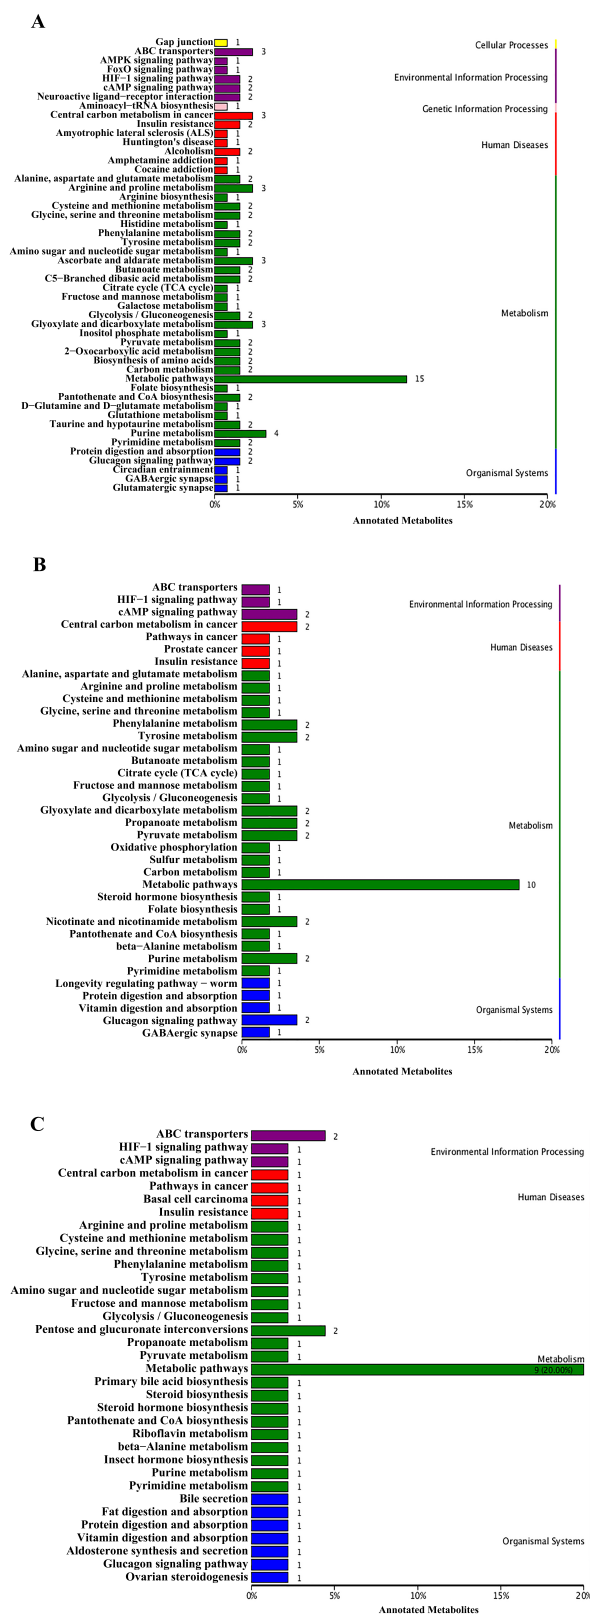 A
Gap junction 1 Cellular Processes
ABC transporters 3
AMPK signaling pathway 1
FoxO signaling pathway 1
HIF−1 signaling pathway 2 Environmental Information Processing
cAMP signaling pathway 2
Neuroactive ligand−receptor interaction 2
Aminoacyl−tRNA biosynthesis 1 Genetic Information Processing
Central carbon metabolism in cancer 3
Insulin resistance 2
Amyotrophic lateral sclerosis (ALS) 1
Huntington's disease 1 Human Diseases
Alcoholism 2
Amphetamine addiction 1
Cocaine addiction 1
Alanine, aspartate and glutamate metabolism 2
Arginine and proline metabolism 3
Arginine biosynthesis 1
Cysteine and methionine metabolism 2
Glycine, serine and threonine metabolism 2
Histidine metabolism 1
Phenylalanine metabolism 2
Tyrosine metabolism 2
Amino sugar and nucleotide sugar metabolism 1
Ascorbate and aldarate metabolism 3
Butanoate metabolism 2
C5−Branched dibasic acid metabolism 2
Citrate cycle (TCA cycle) 1
Fructose and mannose metabolism 1
Galactose metabolism 1
Glycolysis / Gluconeogenesis 2 Metabolism
Glyoxylate and dicarboxylate metabolism 3
Inositol phosphate metabolism 1
Pyruvate metabolism 2
2−Oxocarboxylic acid metabolism 2
Biosynthesis of amino acids 2
Carbon metabolism 2
Metabolic pathways 15
Folate biosynthesis 1
Pantothenate and CoA biosynthesis 2
D−Glutamine and D−glutamate metabolism 1
Glutathione metabolism 1
Taurine and hypotaurine metabolism 2
Purine metabolism 4
Pyrimidine metabolism 2
Protein digestion and absorption 2
Glucagon signaling pathway 2
Circadian entrainment 1 Organismal Systems
GABAergic synapse 1
Glutamatergic synapse 1
0% 5% 10% 15% 20%
Annotated Metabolites
B
ABC transporters 1
HIF−1 signaling pathway 1 Environmental Information Processing
cAMP signaling pathway 2
Central carbon metabolism in cancer 2
Pathways in cancer 1
Prostate cancer 1 Human Diseases
Insulin resistance 1
Alanine, aspartate and glutamate metabolism 1
Arginine and proline metabolism 1
Cysteine and methionine metabolism 1
Glycine, serine and threonine metabolism 1
Phenylalanine metabolism 2
Tyrosine metabolism 2
Amino sugar and nucleotide sugar metabolism 1
Butanoate metabolism 1
Citrate cycle (TCA cycle) 1
Fructose and mannose metabolism 1
Glycolysis / Gluconeogenesis 1
Glyoxylate and dicarboxylate metabolism 2
Propanoate metabolism 2 Metabolism
Pyruvate metabolism 2
Oxidative phosphorylation 1
Sulfur metabolism 1
Carbon metabolism 1
Metabolic pathways 10
Steroid hormone biosynthesis 1
Folate biosynthesis 1
Nicotinate and nicotinamide metabolism 2
Pantothenate and CoA biosynthesis 1
beta−Alanine metabolism 1
Purine metabolism 2
Pyrimidine metabolism 1
Longevity regulating pathway − worm 1
Protein digestion and absorption 1
Vitamin digestion and absorption 1 Organismal Systems
Glucagon signaling pathway 2
GABAergic synapse 1
0% 5% 10% 15% 20%
Annotated Metabolites
C
ABC transporters 2
HIF−1 signaling pathway 1 Environmental Information Processing
cAMP signaling pathway 1
Central carbon metabolism in cancer 1
Pathways in cancer 1
Basal cell carcinoma 1 Human Diseases
Insulin resistance 1
Arginine and proline metabolism 1
Cysteine and methionine metabolism 1
Glycine, serine and threonine metabolism 1
Phenylalanine metabolism 1
Tyrosine metabolism 1
Amino sugar and nucleotide sugar metabolism 1
Fructose and mannose metabolism 1
Glycolysis / Gluconeogenesis 1
Pentose and glucuronate interconversions 2
Propanoate metabolism 1
Pyruvate metabolism 1 Metabolism
Metabolic pathways 9 (20.00%)
Primary bile acid biosynthesis 1
Steroid biosynthesis 1
Steroid hormone biosynthesis 1
Pantothenate and CoA biosynthesis 1
Riboflavin metabolism 1
beta−Alanine metabolism 1
Insect hormone biosynthesis 1
Purine metabolism 1
Pyrimidine metabolism 1
Bile secretion 1
Fat digestion and absorption 1
Protein digestion and absorption 1
Vitamin digestion and absorption 1 Organismal Systems
Aldosterone synthesis and secretion 1
Glucagon signaling pathway 1
Ovarian steroidogenesis 1
0% 5% 10% 15% 20%
Annotated Metabolites